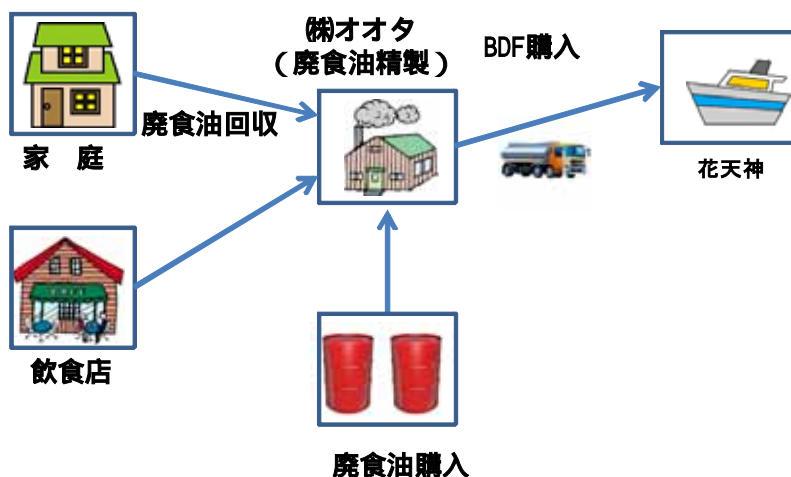 ㈱オオタ
（廃食油精製）
BDF購入
廃食油回収
家　庭
花天神
飲食店
廃食油購入